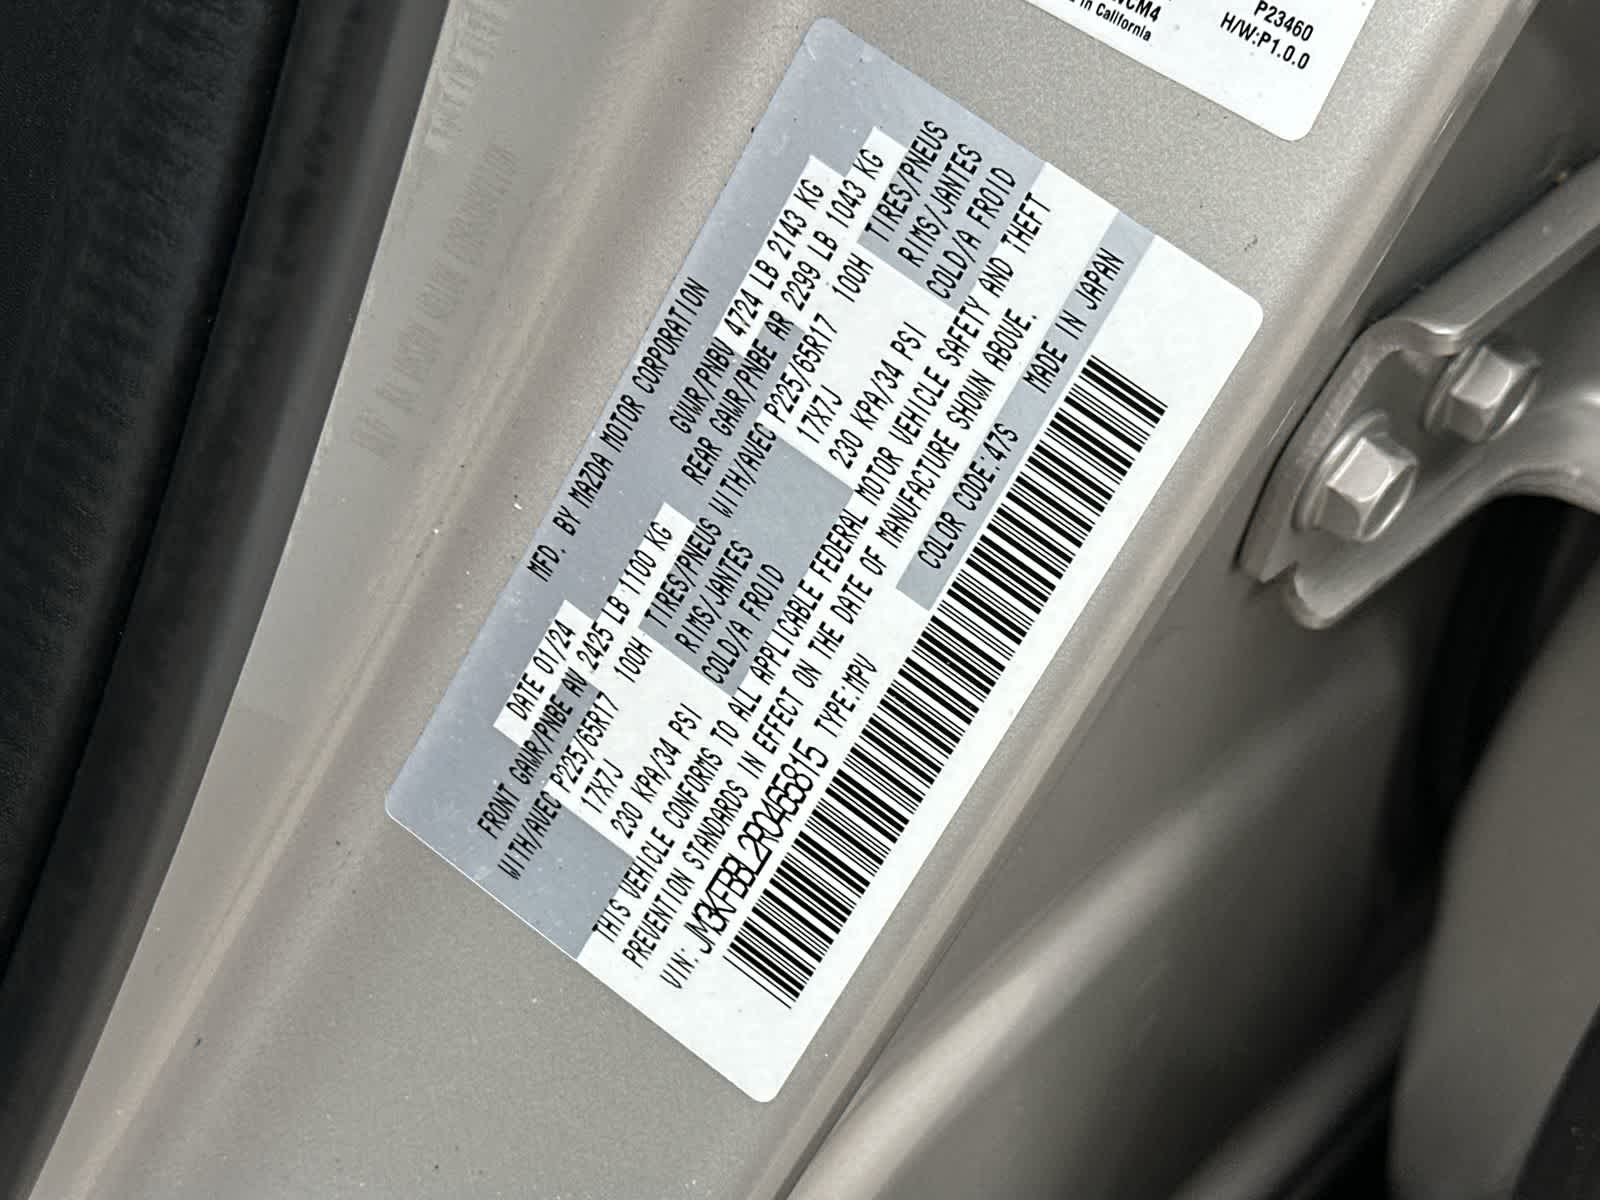 P23460
in California H/W:P1.0.0
MFD. BY MAZDA MOTOR CORPORATION
DATE 01/24 GVWR/PNBV 4724 LB 2143 KG
FRONT GAWR/PNBE AV 2425 LB 1100 KG REAR GAWR/PNBE AR 2299 LB 1043 KG
WITH/AVEC P225/65R17 100H TIRES/PNEUS WITH/AVEC P225/65R17 100H TIRES/PNEUS
17X7J RIMS/JANTES 17X7J RIMS/JANTES
230 KPA/34 PSI COLD/A FROID 230 KPA/34 PSI COLD/A FROID
THIS VEHICLE CONFORMS TO ALL APPLICABLE FEDERAL MOTOR VEHICLE SAFETY AND THEFT
PREVENTION STANDARDS IN EFFECT ON THE DATE OF MANUFACTURE SHOWN ABOVE.
VIN: JM3KFBBL2R0465815 TYPE:MPV COLOR CODE:47S MADE IN JAPAN